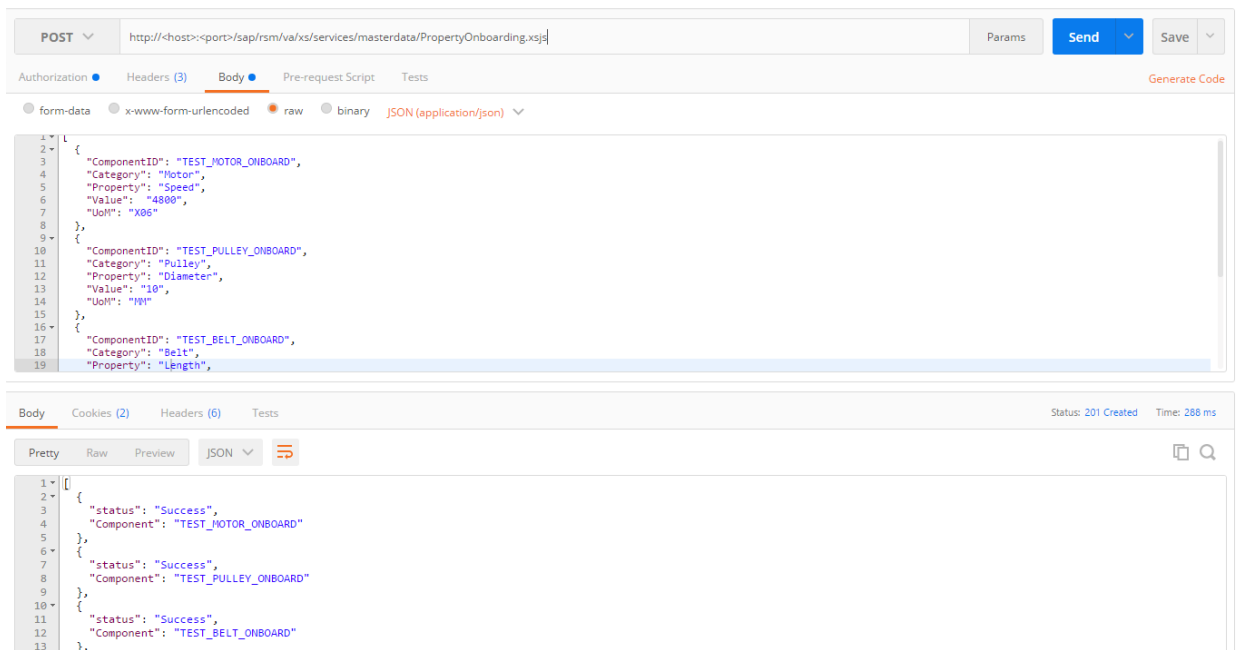 POST http://<host>:<port>/sap/rsm/va/xs/services/masterdata/PropertyOnboarding.xsjs Params Send Save
Authorization Headers (3) Body Pre-request Script Tests Generate Code
form-data x-www-form-urlencoded raw binary JSON (application/json)
1 [
2 {
3 "ComponentID": "TEST_MOTOR_ONBOARD",
4 "Category": "Motor",
5 "Property": "Speed",
6 "Value": "4800",
7 "UoM": "X06"
8 },
9 {
10 "ComponentID": "TEST_PULLEY_ONBOARD",
11 "Category": "Pulley",
12 "Property": "Diameter",
13 "Value": "10",
14 "UoM": "MM"
15 },
16 {
17 "ComponentID": "TEST_BELT_ONBOARD",
18 "Category": "Belt",
19 "Property": "Length",
Body Cookies (2) Headers (6) Tests Status: 201 Created Time: 288 ms
Pretty Raw Preview JSON
1 [
2 {
3 "status": "Success",
4 "Component": "TEST_MOTOR_ONBOARD"
5 },
6 {
7 "status": "Success",
8 "Component": "TEST_PULLEY_ONBOARD"
9 },
10 {
11 "status": "Success",
12 "Component": "TEST_BELT_ONBOARD"
13 },